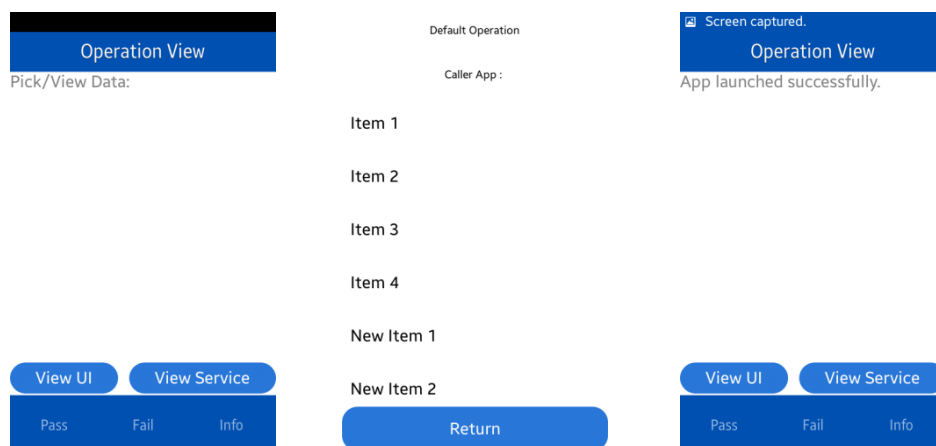 Operation View
Pick/View Data:
View UI
View Service
Pass
Fail
Info
Default Operation
Caller App :
Item 1
Item 2
Item 3
Item 4
New Item 1
New Item 2
Return
Screen captured.
Operation View
App launched successfully.
View UI
View Service
Pass
Fail
Info